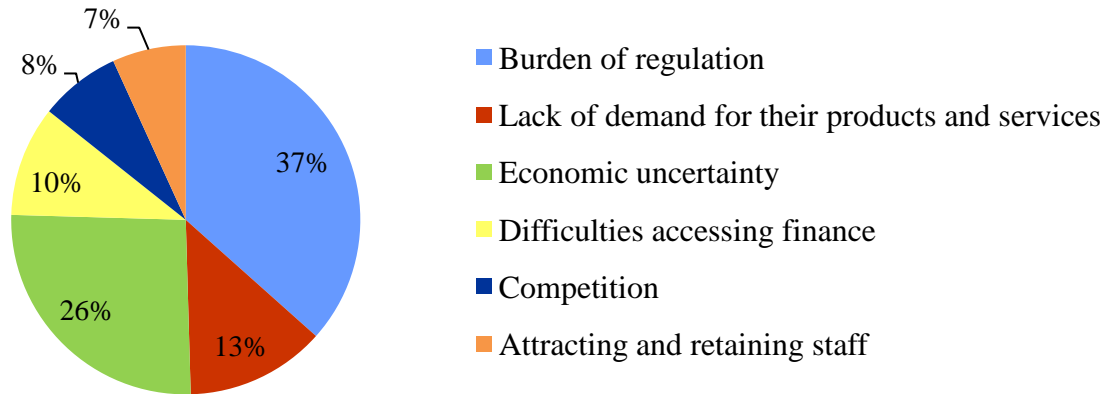 7%
8%
37%
10%
26%
13%
Burden of regulation
Lack of demand for their products and services
Economic uncertainty
Difficulties accessing finance
Competition
Attracting and retaining staff